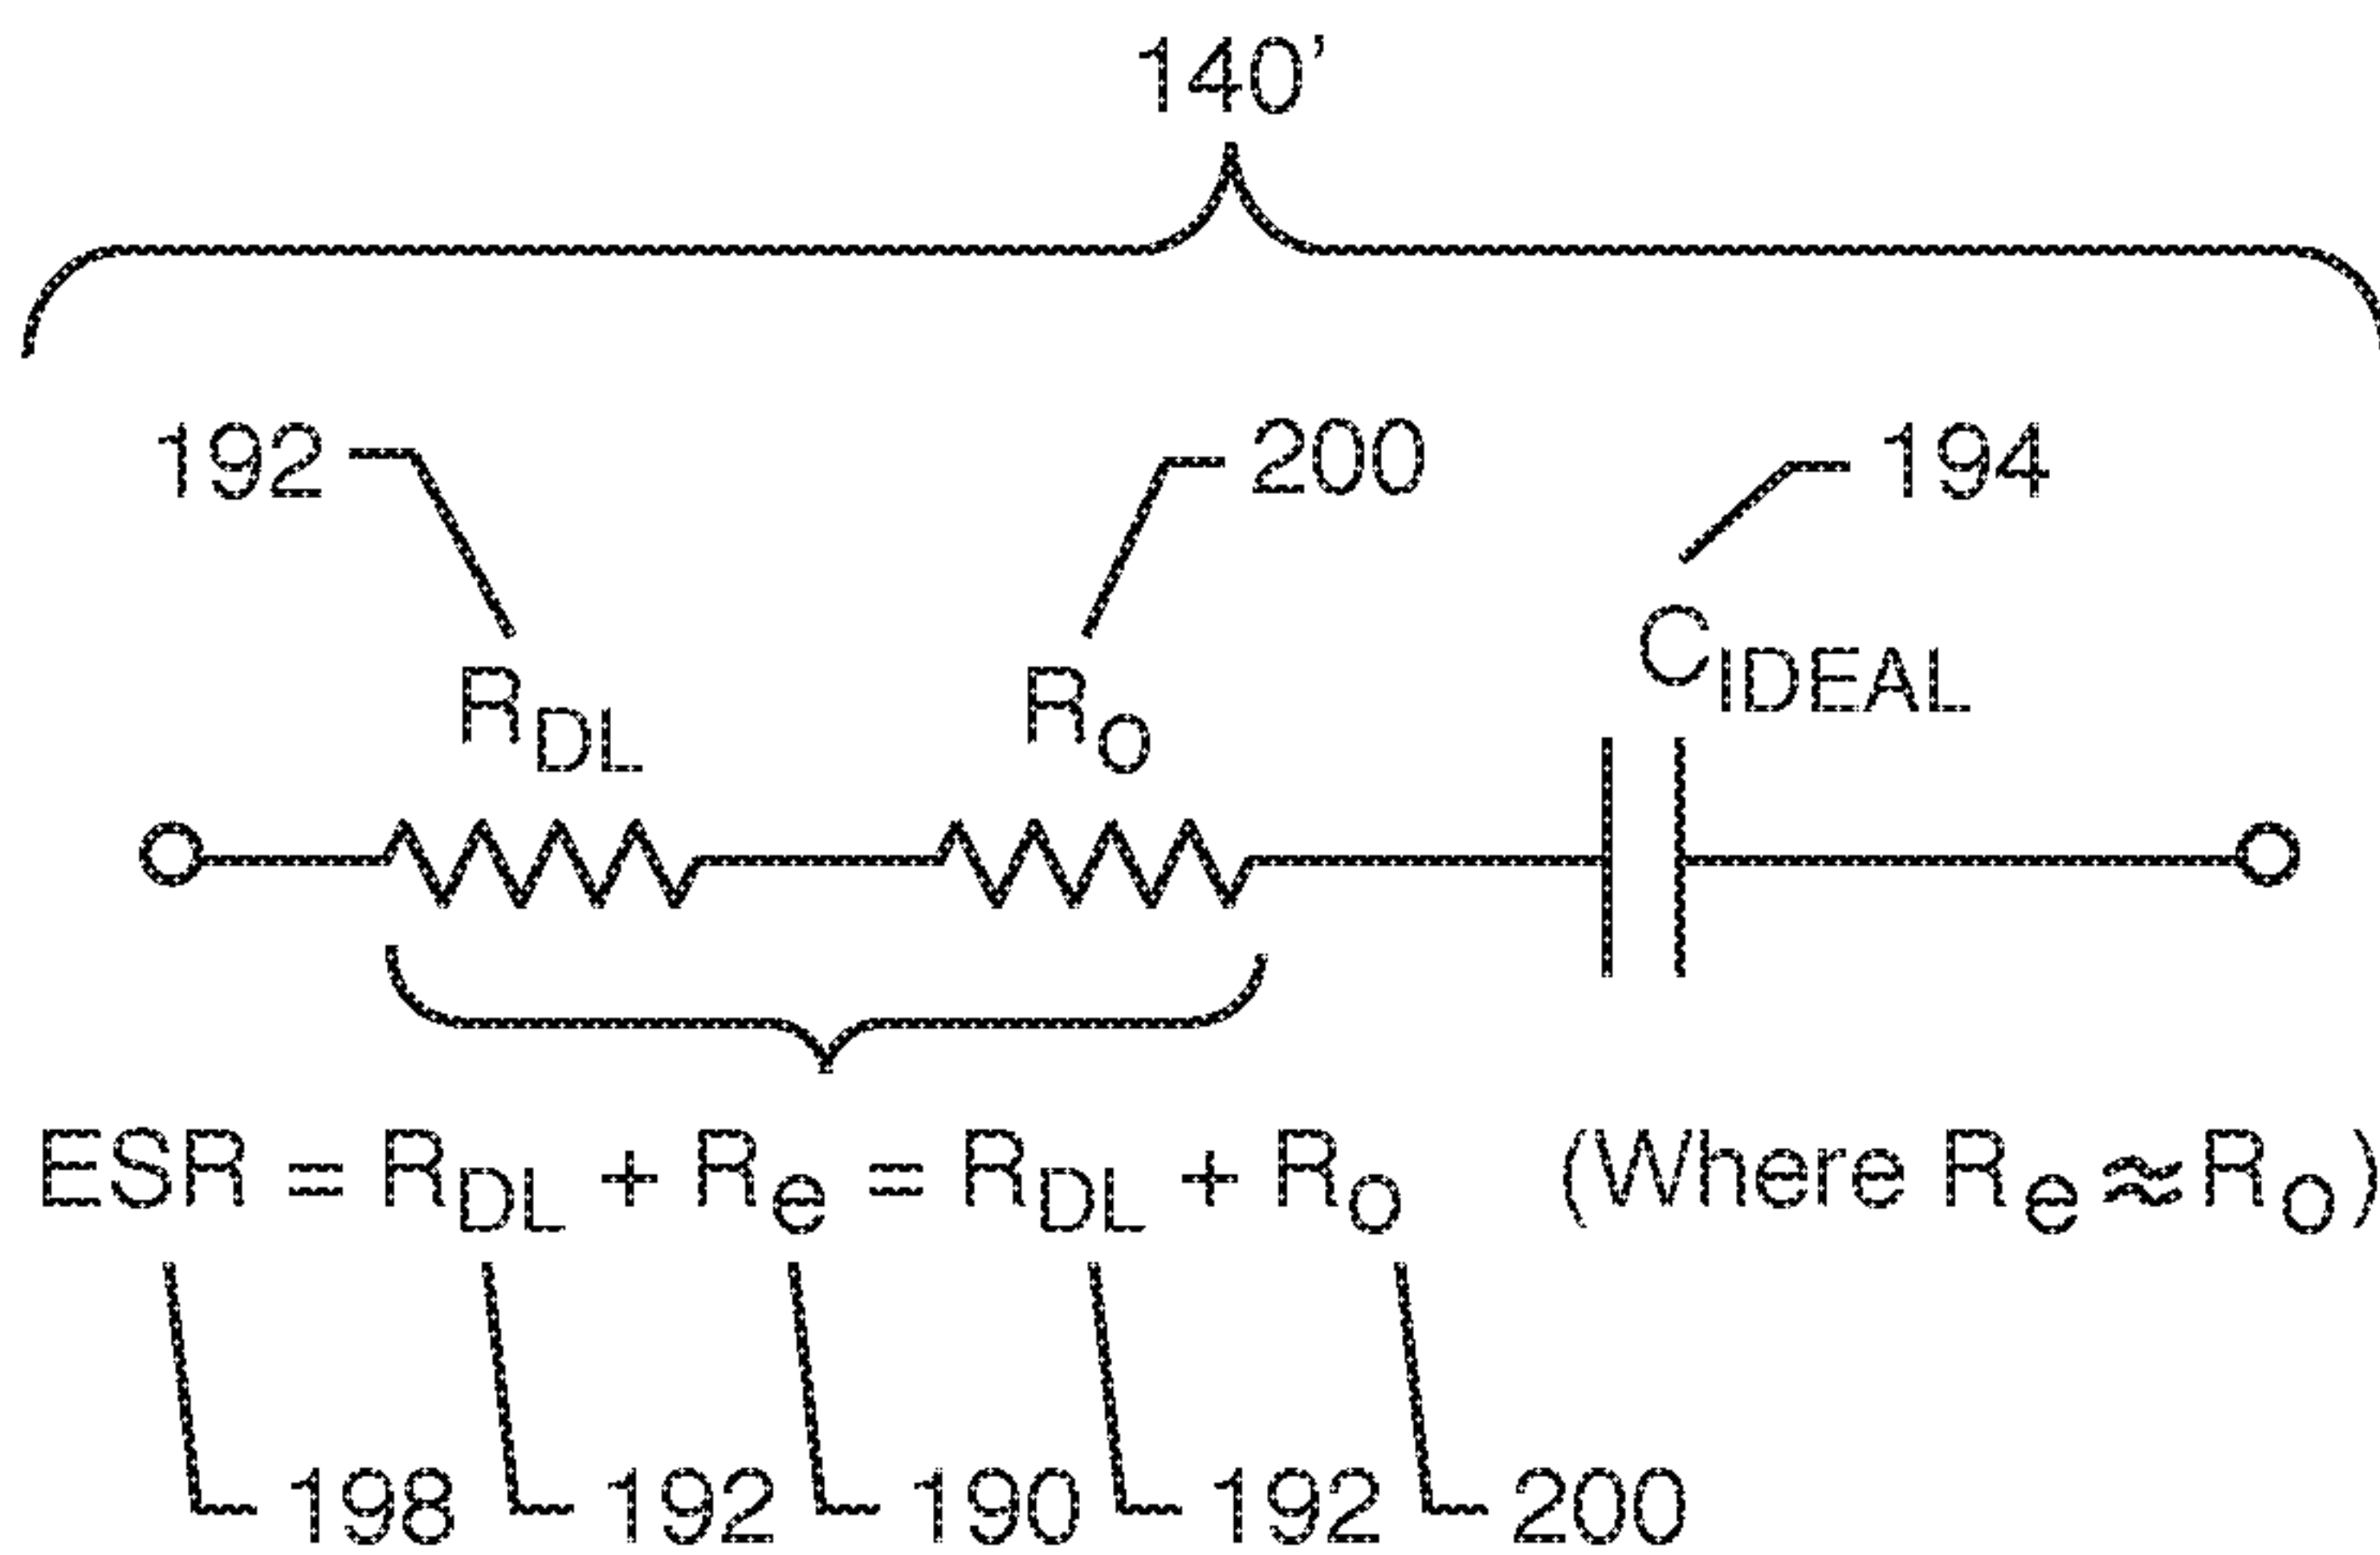 140'
192 200 194
R_DL R_O C_IDEAL
ESR = R_DL + R_e = R_DL + R_O (Where R_e ≈ R_O)
198 192 190 192 200